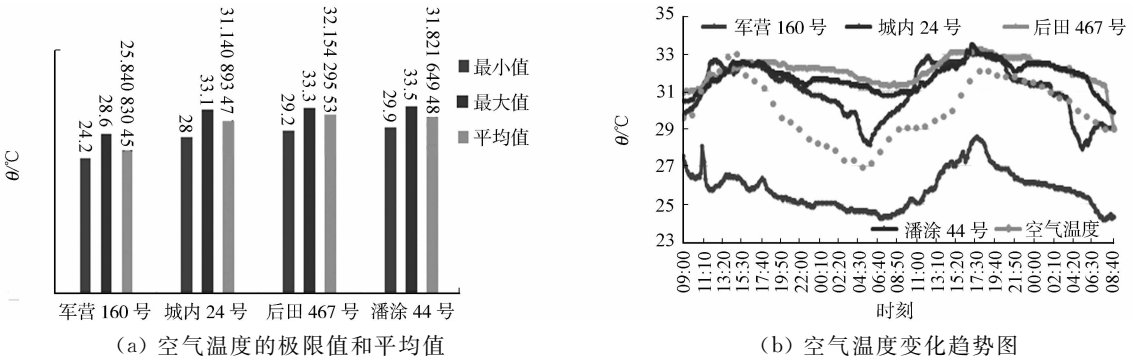 θ/℃
24.2
28.6
25.840 830 45
28
33.1
31.140 893 47
29.2
33.3
32.154 295 53
29.9
33.5
31.821 649 48
最小值
最大值
平均值
军营 160 号 城内 24 号 后田 467 号 潘涂 44 号
(a) 空气温度的极限值和平均值
θ/℃
35
33
31
29
27
25
23
军营 160 号 城内 24 号 后田 467 号
潘涂 44 号 空气温度
09:00 11:10 13:20 15:30 17:40 19:50 22:00 00:10 02:20 04:30 06:40 08:50 11:00 13:10 15:20 17:30 19:40 21:50 00:00 02:10 04:20 06:30 08:40
时刻
(b) 空气温度变化趋势图